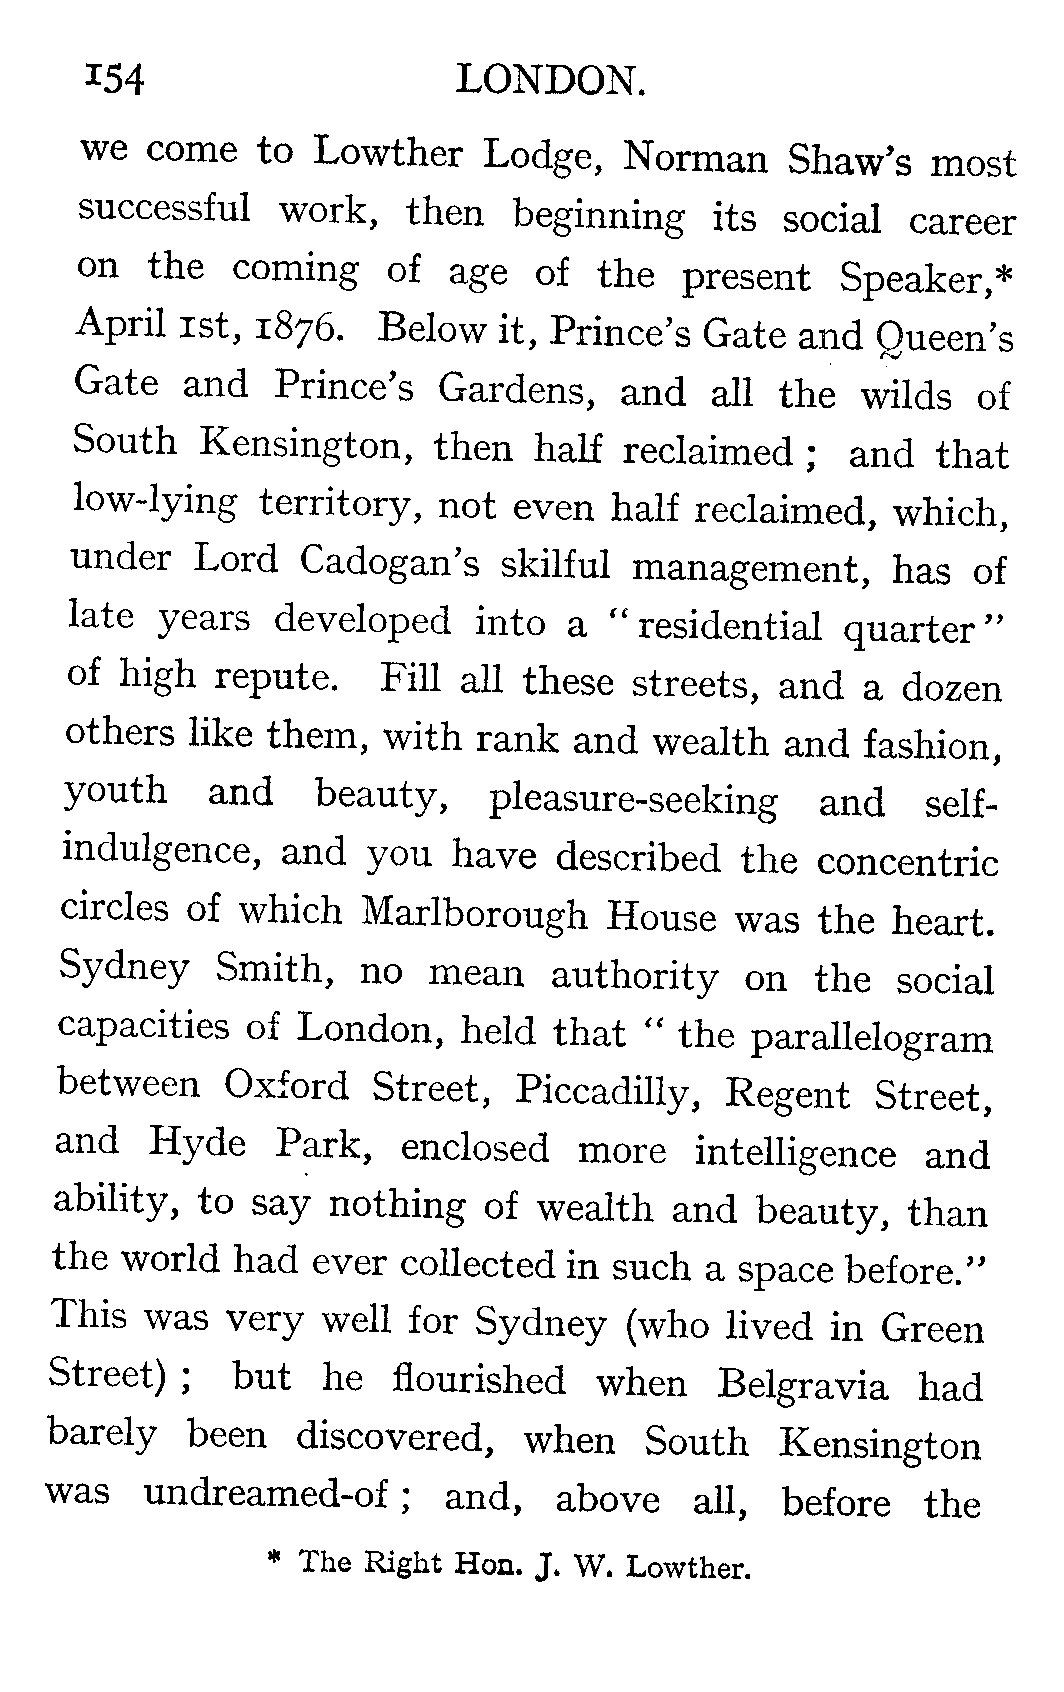 154 LONDON.
we come to Lowther Lodge, Norman Shaw's most
successful work, then beginning its social career
on the coming of age of the present Speaker,*
April 1st, 1876. Below it, Prince's Gate and Queen's
Gate and Prince's Gardens, and all the wilds of
South Kensington, then half reclaimed ; and that
low-lying territory, not even half reclaimed, which,
under Lord Cadogan's skilful management, has of
late years developed into a “residential quarter”
of high repute. Fill all these streets, and a dozen
others like them, with rank and wealth and fashion,
youth and beauty, pleasure-seeking and self-
indulgence, and you have described the concentric
circles of which Marlborough House was the heart.
Sydney Smith, no mean authority on the social
capacities of London, held that “ the parallelogram
between Oxford Street, Piccadilly, Regent Street,
and Hyde Park, enclosed more intelligence and
ability, to say nothing of wealth and beauty, than
the world had ever collected in such a space before.”
This was very well for Sydney (who lived in Green
Street) ; but he flourished when Belgravia had
barely been discovered, when South Kensington
was undreamed-of ; and, above all, before the
* The Right Hon. J. W. Lowther.